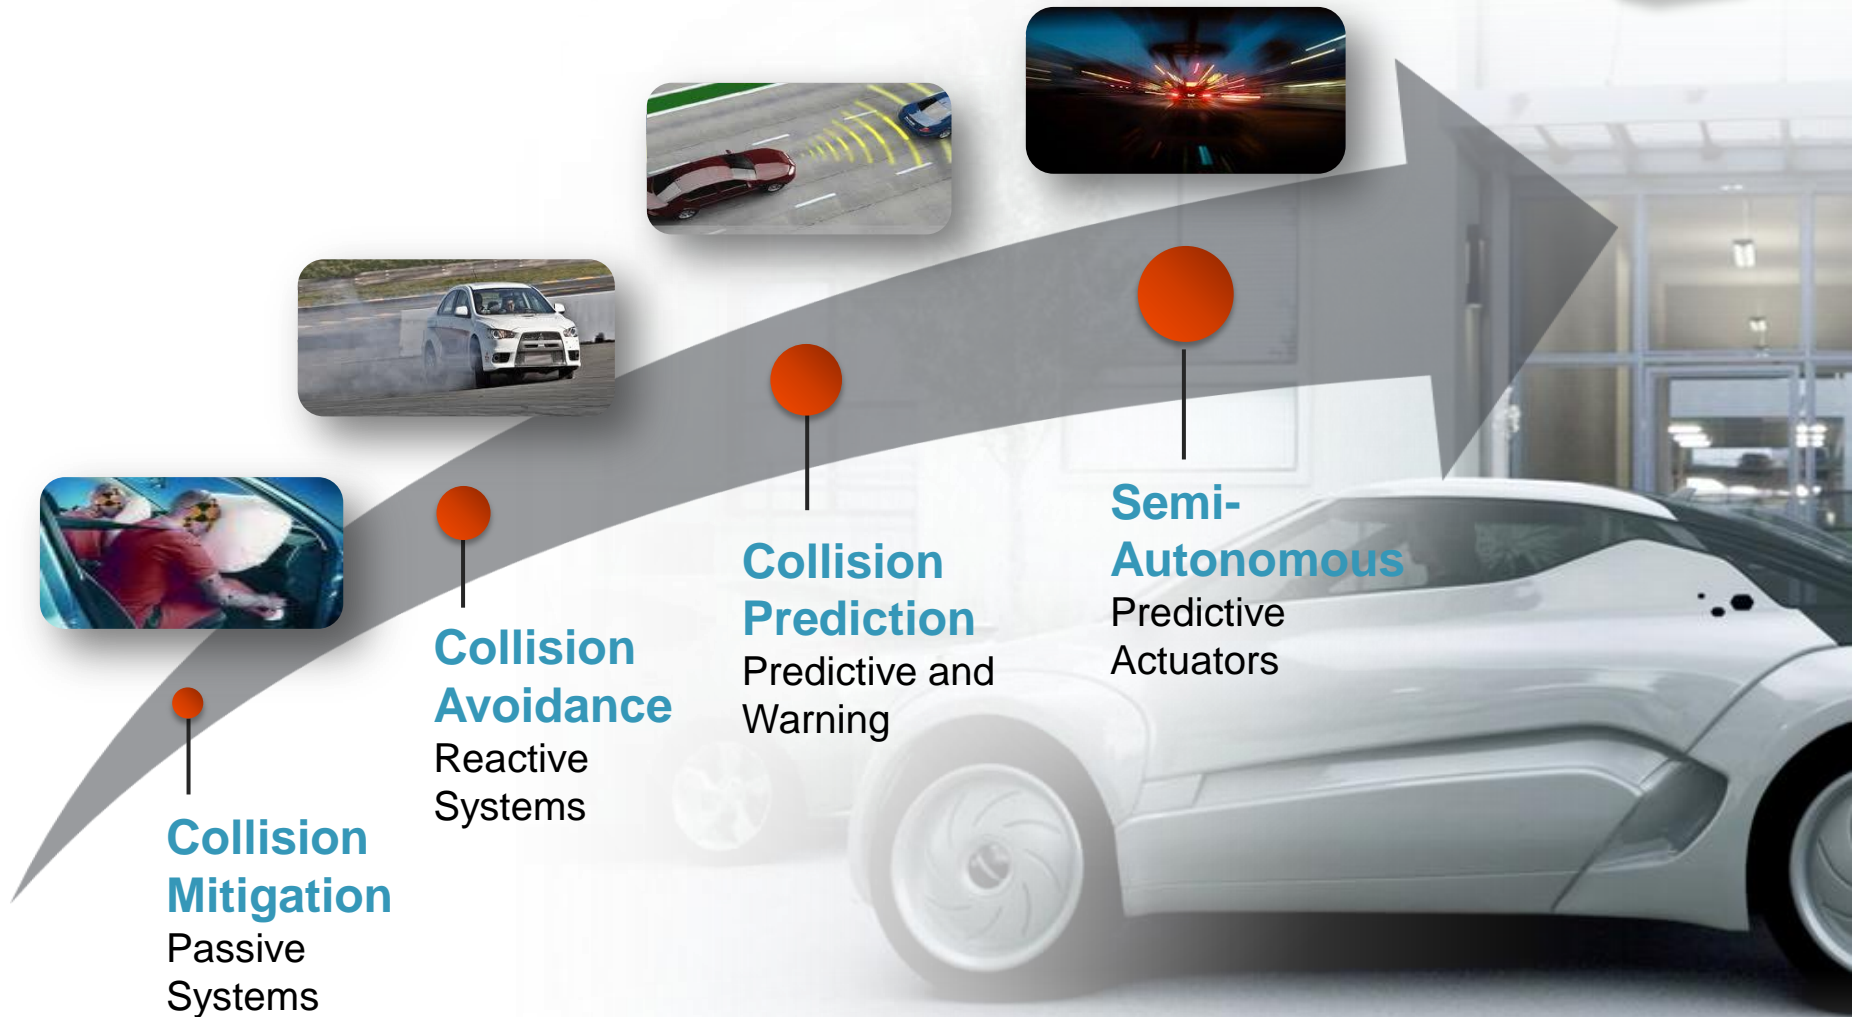 Collision
Mitigation
Passive
Systems
Collision
Avoidance
Reactive
Systems
Collision
Prediction
Predictive and
Warning
Semi-
Autonomous
Predictive
Actuators